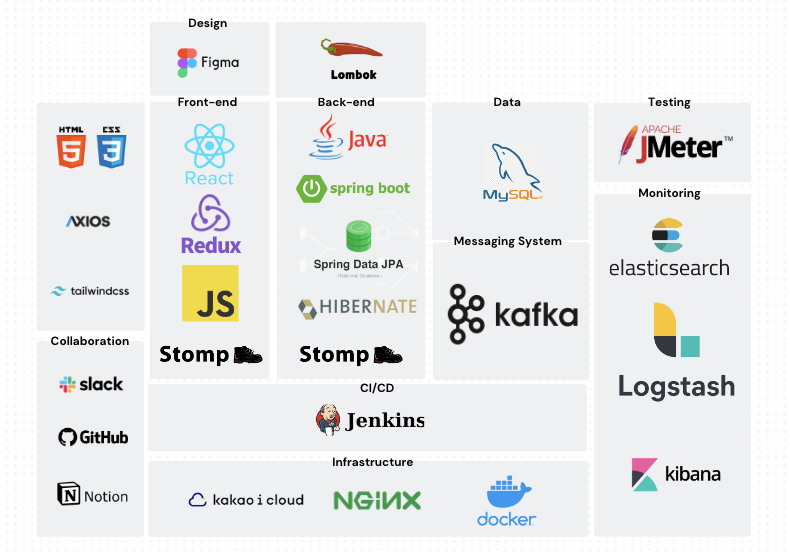 Design
Figma
Lombok
HTML
CSS
AXIOS
tailwindcss
Front-end
React
Redux
JS
Stomp
Back-end
Java
spring boot
Spring Data JPA
HIBERNATE
Stomp
Data
MySQL
Messaging System
kafka
Testing
APACHE
JMeter™
Monitoring
elasticsearch
Logstash
kibana
Collaboration
slack
GitHub
Notion
CI/CD
Jenkins
Infrastructure
kakao i cloud
NGINX
docker